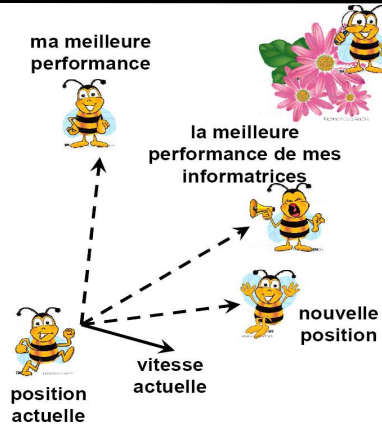 ma meilleure
performance
la meilleure
performance de mes
informatrices
nouvelle
position
vitesse
actuelle
position
actuelle